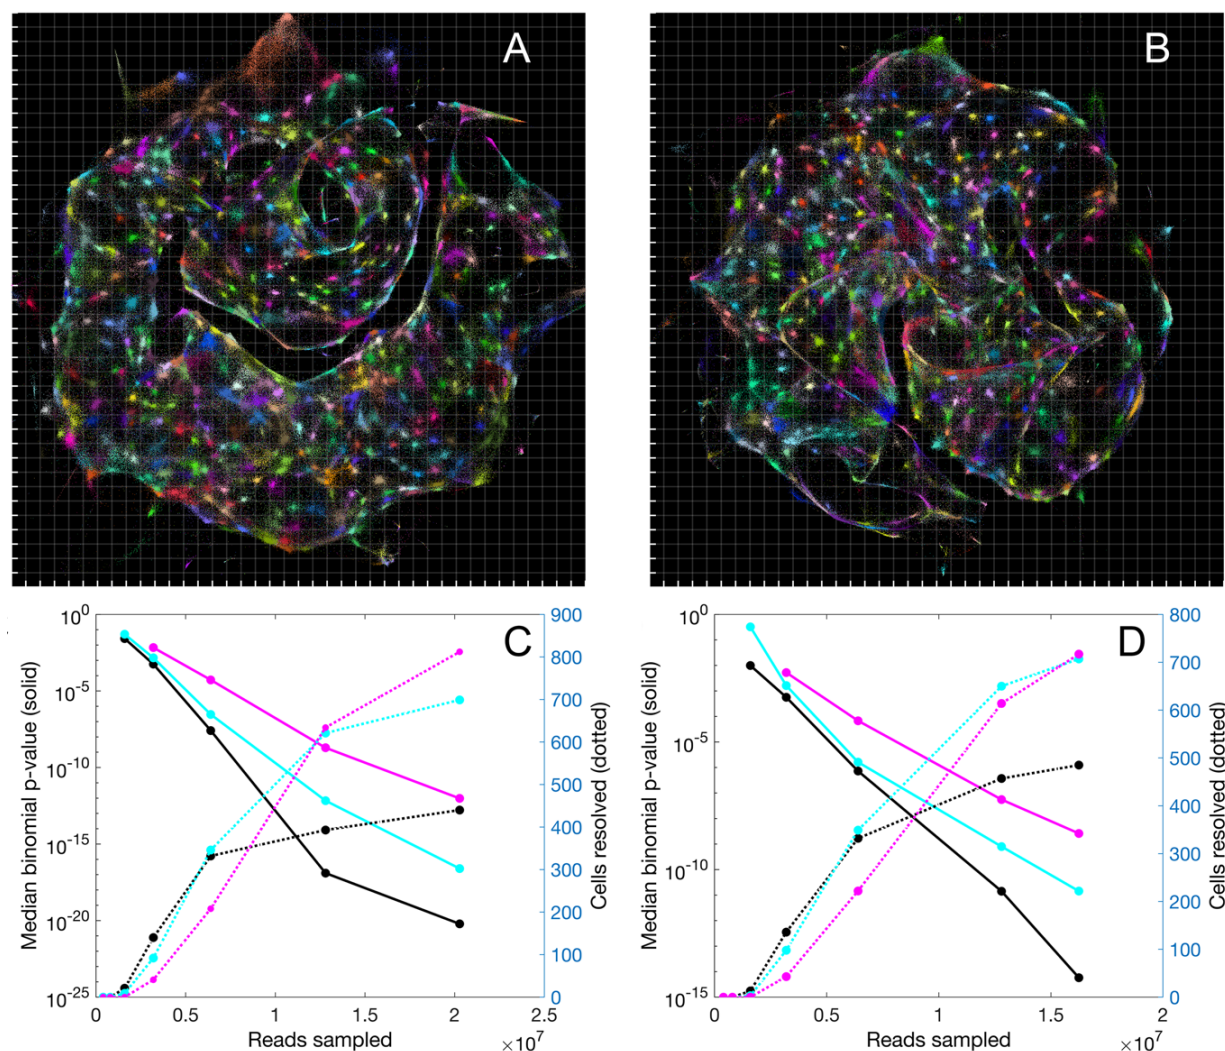 A
B
C
D
Median binomial p-value (solid)
10^0
10^-5
10^-10
10^-15
10^-20
10^-25
900
800
700
600
500
400
300
200
100
0
Cells resolved (dotted)
0 0.5 1 1.5 2 2.5
×10^7
Reads sampled
Median binomial p-value (solid)
10^0
10^-5
10^-10
10^-15
800
700
600
500
400
300
200
100
0
Cells resolved (dotted)
0 0.5 1 1.5 2
×10^7
Reads sampled